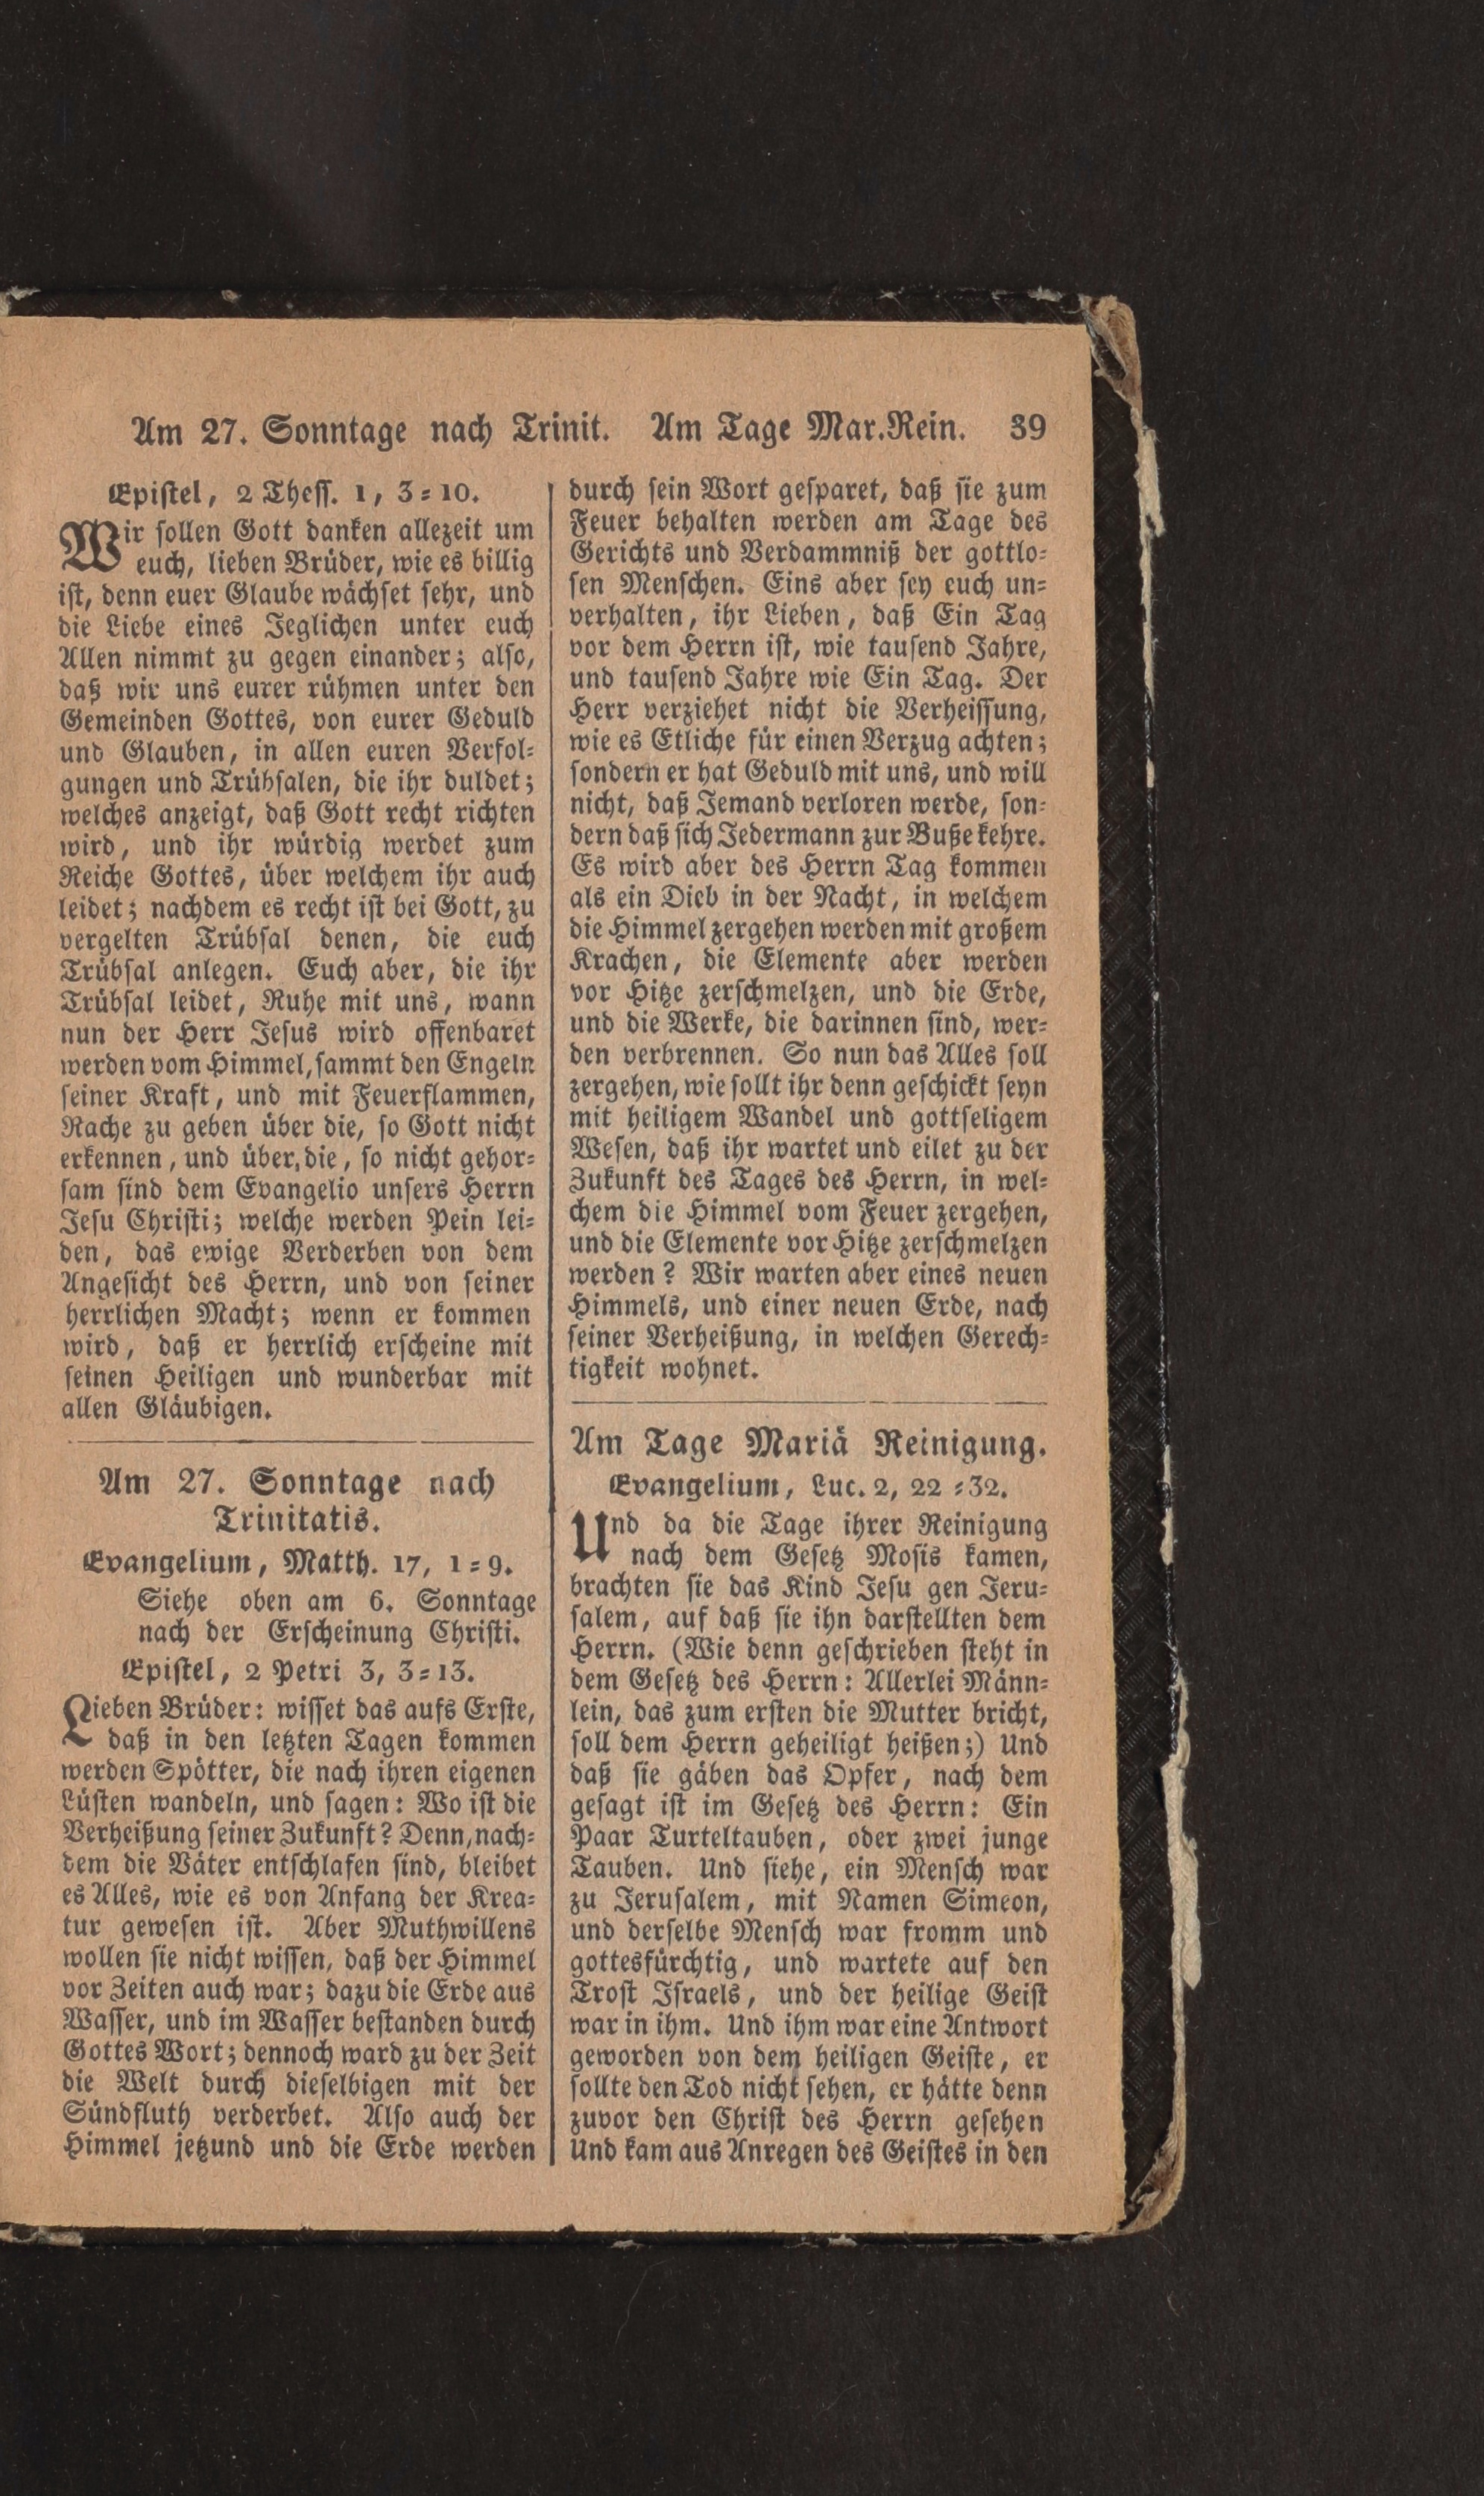 Am 27. Sonntage nach Trinit. Am Tage Mar.Rein. 39
Epistel, 2 Thess. 1, 3=10.
Wir sollen Gott danken allezeit um
euch, lieben Brüder, wie es billig
ist, denn euer Glaube wächset sehr, und
die Liebe eines Jeglichen unter euch
Allen nimmt zu gegen einander; also,
daß wir uns eurer rühmen unter den
Gemeinden Gottes, von eurer Geduld
und Glauben, in allen euren Verfol=
gungen und Trübsalen, die ihr duldet;
welches anzeigt, daß Gott recht richten
wird, und ihr würdig werdet zum
Reiche Gottes, über welchem ihr auch
leidet; nachdem es recht ist bei Gott, zu
vergelten Trübsal denen, die euch
Trübsal anlegen. Euch aber, die ihr
Trübsal leidet, Ruhe mit uns, wann
nun der Herr Jesus wird offenbaret
werden vom Himmel, sammt den Engeln
seiner Kraft, und mit Feuerflammen,
Rache zu geben über die, so Gott nicht
erkennen, und über die, so nicht gehor=
sam sind dem Evangelio unsers Herrn
Jesu Christi; welche werden Pein lei=
den, das ewige Verderben von dem
Angesicht des Herrn, und von seiner
herrlichen Macht; wenn er kommen
wird, daß er herrlich erscheine mit
seinen Heiligen und wunderbar mit
allen Gläubigen.
Am 27. Sonntage nach
Trinitatis.
Evangelium, Matth. 17, 1=9.
Siehe oben am 6. Sonntage
nach der Erscheinung Christi.
Epistel, 2 Petri 3, 3=13.
Lieben Brüder: wisset das aufs Erste,
daß in den letzten Tagen kommen
werden Spötter, die nach ihren eigenen
Lüsten wandeln, und sagen: Wo ist die
Verheißung seiner Zukunft? Denn, nach=
dem die Väter entschlafen sind, bleibet
es Alles, wie es von Anfang der Krea=
tur gewesen ist. Aber Muthwillens
wollen sie nicht wissen, daß der Himmel
vor Zeiten auch war; dazu die Erde aus
Wasser, und im Wasser bestanden durch
Gottes Wort; dennoch ward zu der Zeit
die Welt durch dieselbigen mit der
Sündfluth verderbet. Also auch der
Himmel jetzund und die Erde werden
durch sein Wort gesparet, daß sie zum
Feuer behalten werden am Tage des
Gerichts und Verdammniß der gottlo=
sen Menschen. Eins aber sey euch un=
verhalten, ihr Lieben, daß Ein Tag
vor dem Herrn ist, wie tausend Jahre,
und tausend Jahre wie Ein Tag. Der
Herr verziehet nicht die Verheissung,
wie es Etliche für einen Verzug achten;
sondern er hat Geduld mit uns, und will
nicht, daß Jemand verloren werde, son=
dern daß sich Jedermann zur Buße kehre.
Es wird aber des Herrn Tag kommen
als ein Dieb in der Nacht, in welchem
die Himmel zergehen werden mit großem
Krachen, die Elemente aber werden
vor Hitze zerschmelzen, und die Erde,
und die Werke, die darinnen sind, wer=
den verbrennen. So nun das Alles soll
zergehen, wie sollt ihr denn geschickt seyn
mit heiligem Wandel und gottseligem
Wesen, daß ihr wartet und eilet zu der
Zukunft des Tages des Herrn, in wel=
chem die Himmel vom Feuer zergehen,
und die Elemente vor Hitze zerschmelzen
werden? Wir warten aber eines neuen
Himmels, und einer neuen Erde, nach
seiner Verheißung, in welchen Gerech=
tigkeit wohnet.
Am Tage Mariä Reinigung.
Evangelium, Luc. 2, 22=32.
Und da die Tage ihrer Reinigung
nach dem Gesetz Mosis kamen,
brachten sie das Kind Jesu gen Jeru=
salem, auf daß sie ihn darstellten dem
Herrn. (Wie denn geschrieben steht in
dem Gesetz des Herrn: Allerlei Männ=
lein, das zum ersten die Mutter bricht,
soll dem Herrn geheiligt heißen;) Und
daß sie gäben das Opfer, nach dem
gesagt ist im Gesetz des Herrn: Ein
Paar Turteltauben, oder zwei junge
Tauben. Und siehe, ein Mensch war
zu Jerusalem, mit Namen Simeon,
und derselbe Mensch war fromm und
gottesfürchtig, und wartete auf den
Trost Israels, und der heilige Geist
war in ihm. Und ihm war eine Antwort
geworden von dem heiligen Geiste, er
sollte den Tod nicht sehen, er hätte denn
zuvor den Christ des Herrn gesehen
Und kam aus Anregen des Geistes in den